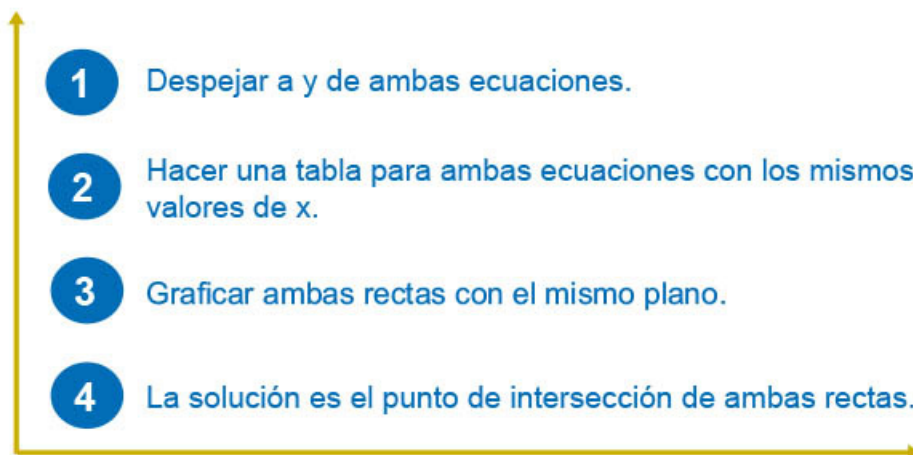 1 Despejar a y de ambas ecuaciones.
2 Hacer una tabla para ambas ecuaciones con los mismos
valores de x.
3 Graficar ambas rectas con el mismo plano.
4 La solución es el punto de intersección de ambas rectas.